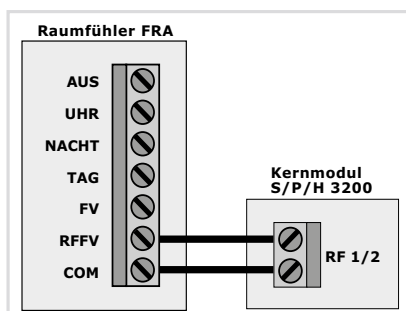 Raumfühler FRA
AUS
UHR
NACHT
TAG
FV
RFFV
COM
Kernmodul
S/P/H 3200
RF 1/2